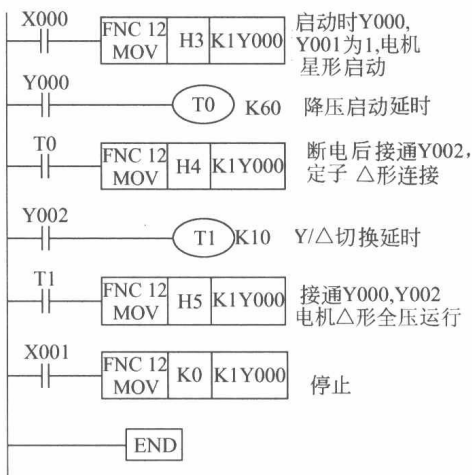 X000
FNC 12
MOV
H3
K1Y000
启动时Y000,
Y001为1,电机
星形启动
Y000
T0
K60
降压启动延时
T0
FNC 12
MOV
H4
K1Y000
断电后接通Y002,
定子 △形连接
Y002
T1
K10
Y/△切换延时
T1
FNC 12
MOV
H5
K1Y000
接通Y000,Y002
电机△形全压运行
X001
FNC 12
MOV
K0
K1Y000
停止
END